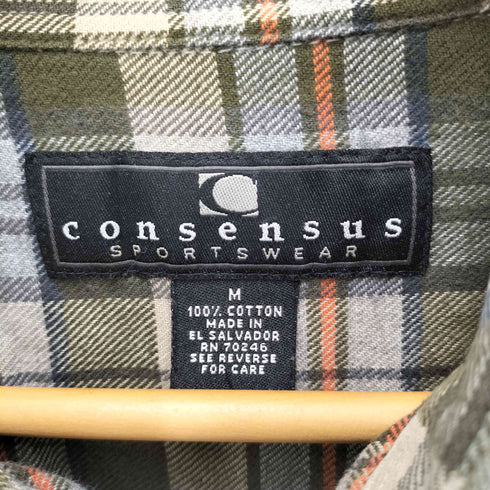 consensus
SPORTSWEAR
M
100% COTTON
MADE IN
EL SALVADOR
RN 70246
SEE REVERSE
FOR CARE